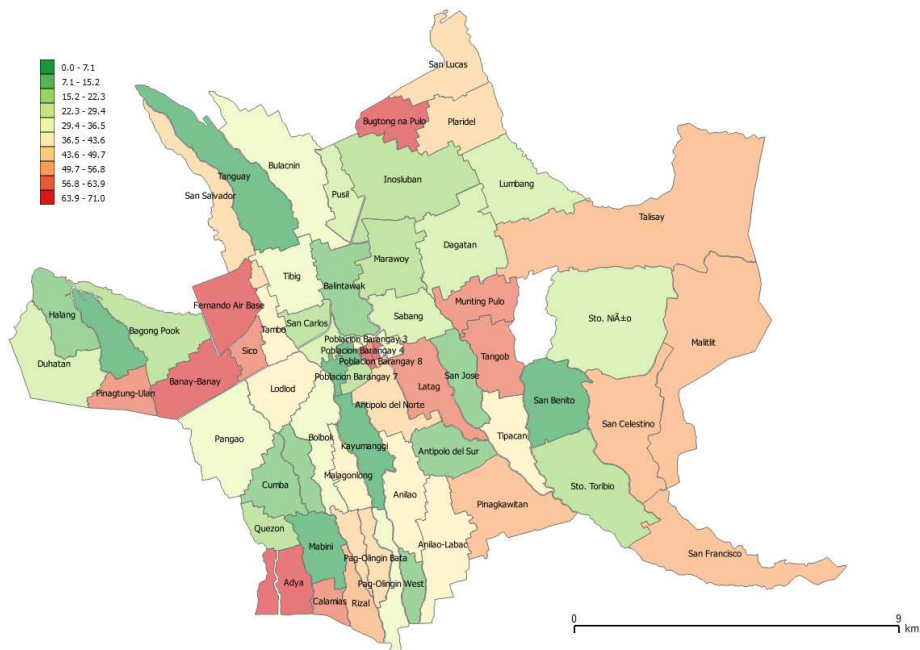 San Lucas
0.0 - 7.1
7.1 - 15.2
15.2 - 22.3
22.3 - 29.4
29.4 - 36.5
36.5 - 43.6
43.6 - 49.7
49.7 - 56.8
56.8 - 63.9
63.9 - 71.0
Bugtong na Pulo
Plaridel
Bulacnin
Tanguay
Inosluban
Lumbang
San Salvador
Pusil
Talisay
Dagatan
Marawoy
Tibig
Balintawak
Fernando Air Base
Munting Pulo
Halang
Sto. NiÃ±o
Sabang
San Carlos
Tambo
Bagong Pook
Malitlit
Poblacion Barangay 3
Sico
Poblacion Barangay 4
Tangob
Duhatan
Poblacion Barangay 8
San Jose
Banay-Banay
Poblacion Barangay 7
Latag
Pinagtung-Ulan
Lodlod
San Benito
Antipolo del Norte
San Celestino
Pangao
Bolbok
Tipacan
Kayumanggi
Antipolo del Sur
Malagonlong
Cumba
Sto. Toribio
Anilao
Pinagkawitan
Quezon
Mabini
Anilao-Labac
San Francisco
Pag-Olingin Bata
Adya
Pag-Olingin West
Calamias
Rizal
0
9
km